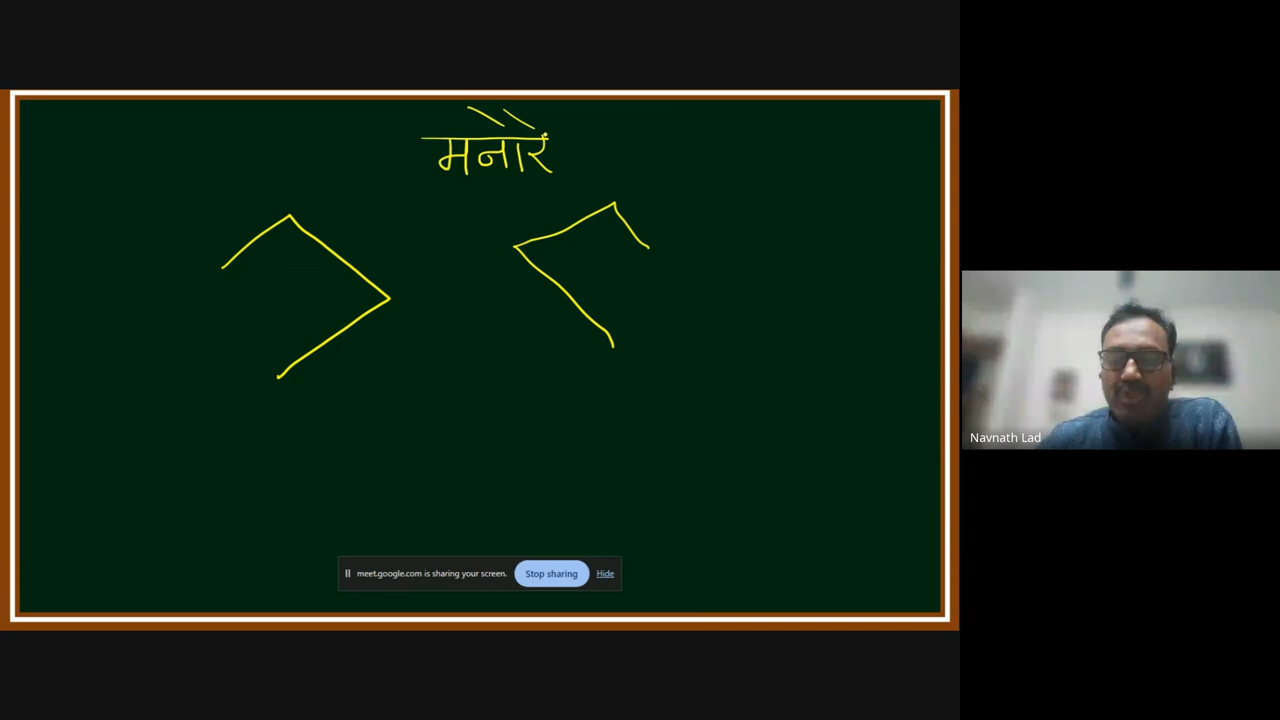 मनोरे
meet.google.com is sharing your screen.
Stop sharing
Hide
Navnath Lad